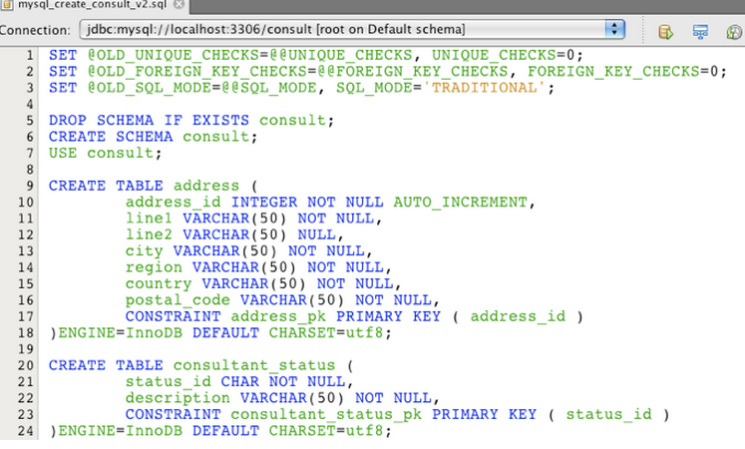 mysql_create_consult_v2.sql
Connection: jdbc:mysql://localhost:3306/consult [root on Default schema]
1 SET @OLD_UNIQUE_CHECKS=@@UNIQUE_CHECKS, UNIQUE_CHECKS=0;
2 SET @OLD_FOREIGN_KEY_CHECKS=@@FOREIGN_KEY_CHECKS, FOREIGN_KEY_CHECKS=0;
3 SET @OLD_SQL_MODE=@@SQL_MODE, SQL_MODE='TRADITIONAL';
4
5 DROP SCHEMA IF EXISTS consult;
6 CREATE SCHEMA consult;
7 USE consult;
8
9 CREATE TABLE address (
10 address_id INTEGER NOT NULL AUTO_INCREMENT,
11 line1 VARCHAR(50) NOT NULL,
12 line2 VARCHAR(50) NULL,
13 city VARCHAR(50) NOT NULL,
14 region VARCHAR(50) NOT NULL,
15 country VARCHAR(50) NOT NULL,
16 postal_code VARCHAR(50) NOT NULL,
17 CONSTRAINT address_pk PRIMARY KEY ( address_id )
18 )ENGINE=InnoDB DEFAULT CHARSET=utf8;
19
20 CREATE TABLE consultant_status (
21 status_id CHAR NOT NULL,
22 description VARCHAR(50) NOT NULL,
23 CONSTRAINT consultant_status_pk PRIMARY KEY ( status_id )
24 )ENGINE=InnoDB DEFAULT CHARSET=utf8;